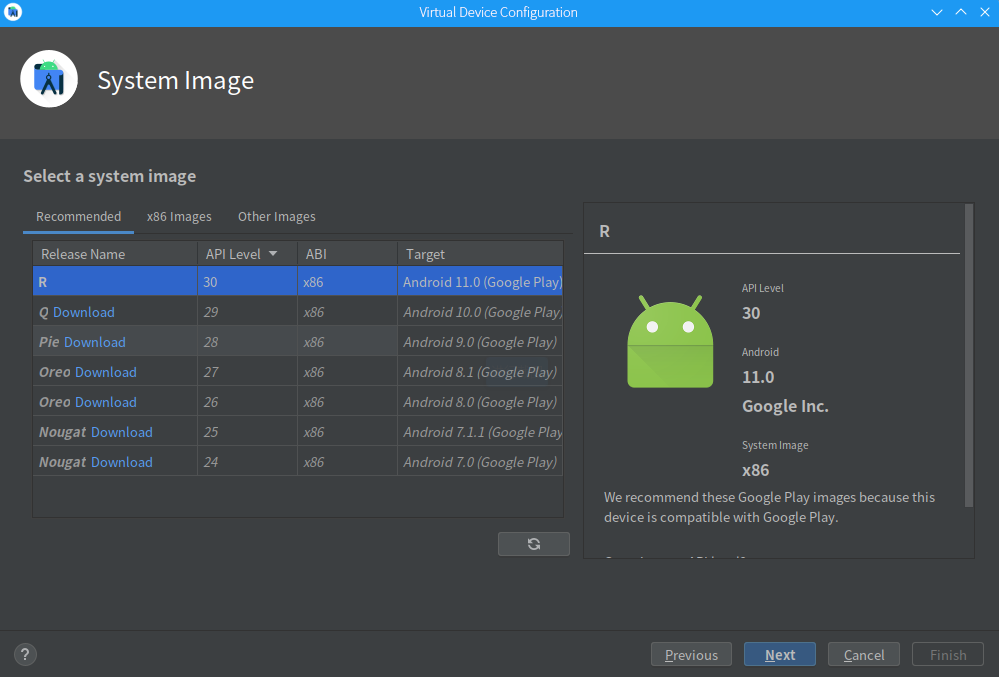 Virtual Device Configuration
System Image
Select a system image
Recommended x86 Images Other Images
Release Name API Level ABI Target
R 30 x86 Android 11.0 (Google Play)
Q Download 29 x86 Android 10.0 (Google Play)
Pie Download 28 x86 Android 9.0 (Google Play)
Oreo Download 27 x86 Android 8.1 (Google Play)
Oreo Download 26 x86 Android 8.0 (Google Play)
Nougat Download 25 x86 Android 7.1.1 (Google Play
Nougat Download 24 x86 Android 7.0 (Google Play)
R
API Level
30
Android
11.0
Google Inc.
System Image
x86
We recommend these Google Play images because this
device is compatible with Google Play.
? Previous Next Cancel Finish